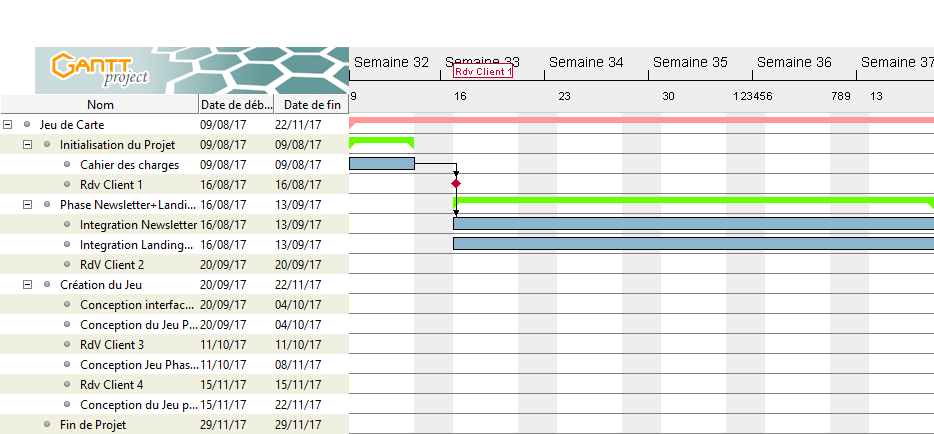 GANTT
project
Semaine 32 Semaine 33 Semaine 34 Semaine 35 Semaine 36 Semaine 37
Rdv Client 1
Nom Date de déb... Date de fin 9 16 23 30 123456 789 13
Jeu de Carte 09/08/17 22/11/17
Initialisation du Projet 09/08/17 09/08/17
Cahier des charges 09/08/17 09/08/17
Rdv Client 1 16/08/17 16/08/17
Phase Newsletter+Landi... 16/08/17 13/09/17
Integration Newsletter 16/08/17 13/09/17
Integration Landing... 16/08/17 13/09/17
RdV Client 2 20/09/17 20/09/17
Création du Jeu 20/09/17 22/11/17
Conception interfac... 20/09/17 04/10/17
Conception du Jeu P... 20/09/17 04/10/17
RdV Client 3 11/10/17 11/10/17
Conception Jeu Phas... 11/10/17 08/11/17
Rdv Client 4 15/11/17 15/11/17
Conception du Jeu p... 15/11/17 22/11/17
Fin de Projet 29/11/17 29/11/17